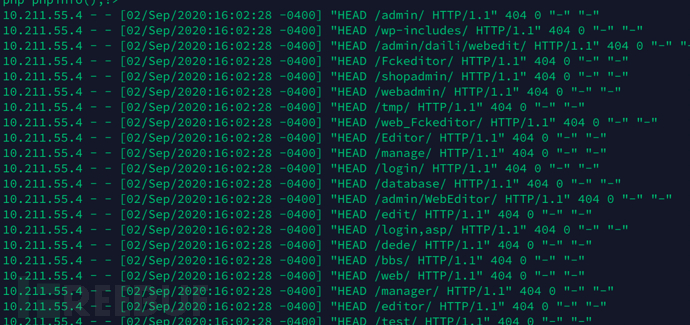 php phpinfo();?>
10.211.55.4 - - [02/Sep/2020:16:02:28 -0400] "HEAD /admin/ HTTP/1.1" 404 0 "-" "-"
10.211.55.4 - - [02/Sep/2020:16:02:28 -0400] "HEAD /wp-includes/ HTTP/1.1" 404 0 "-" "-"
10.211.55.4 - - [02/Sep/2020:16:02:28 -0400] "HEAD /admin/daili/webedit/ HTTP/1.1" 404 0 "-"
10.211.55.4 - - [02/Sep/2020:16:02:28 -0400] "HEAD /Fckeditor/ HTTP/1.1" 404 0 "-" "-"
10.211.55.4 - - [02/Sep/2020:16:02:28 -0400] "HEAD /shopadmin/ HTTP/1.1" 404 0 "-" "-"
10.211.55.4 - - [02/Sep/2020:16:02:28 -0400] "HEAD /webadmin/ HTTP/1.1" 404 0 "-" "-"
10.211.55.4 - - [02/Sep/2020:16:02:28 -0400] "HEAD /tmp/ HTTP/1.1" 404 0 "-" "-"
10.211.55.4 - - [02/Sep/2020:16:02:28 -0400] "HEAD /web_Fckeditor/ HTTP/1.1" 404 0 "-" "-"
10.211.55.4 - - [02/Sep/2020:16:02:28 -0400] "HEAD /Editor/ HTTP/1.1" 404 0 "-" "-"
10.211.55.4 - - [02/Sep/2020:16:02:28 -0400] "HEAD /manage/ HTTP/1.1" 404 0 "-" "-"
10.211.55.4 - - [02/Sep/2020:16:02:28 -0400] "HEAD /login/ HTTP/1.1" 404 0 "-" "-"
10.211.55.4 - - [02/Sep/2020:16:02:28 -0400] "HEAD /database/ HTTP/1.1" 404 0 "-" "-"
10.211.55.4 - - [02/Sep/2020:16:02:28 -0400] "HEAD /admin/WebEditor/ HTTP/1.1" 404 0 "-" "-"
10.211.55.4 - - [02/Sep/2020:16:02:28 -0400] "HEAD /edit/ HTTP/1.1" 404 0 "-" "-"
10.211.55.4 - - [02/Sep/2020:16:02:28 -0400] "HEAD /login,asp/ HTTP/1.1" 404 0 "-" "-"
10.211.55.4 - - [02/Sep/2020:16:02:28 -0400] "HEAD /dede/ HTTP/1.1" 404 0 "-" "-"
10.211.55.4 - - [02/Sep/2020:16:02:28 -0400] "HEAD /bbs/ HTTP/1.1" 404 0 "-" "-"
10.211.55.4 - - [02/Sep/2020:16:02:28 -0400] "HEAD /web/ HTTP/1.1" 404 0 "-" "-"
10.211.55.4 - - [02/Sep/2020:16:02:28 -0400] "HEAD /manager/ HTTP/1.1" 404 0 "-" "-"
10.211.55.4 - - [02/Sep/2020:16:02:28 -0400] "HEAD /editor/ HTTP/1.1" 404 0 "-" "-"
10.211.55.4 - - [02/Sep/2020:16:02:28 -0400] "HEAD /test/ HTTP/1.1" 404 0 "-" "-"
FREEBUF